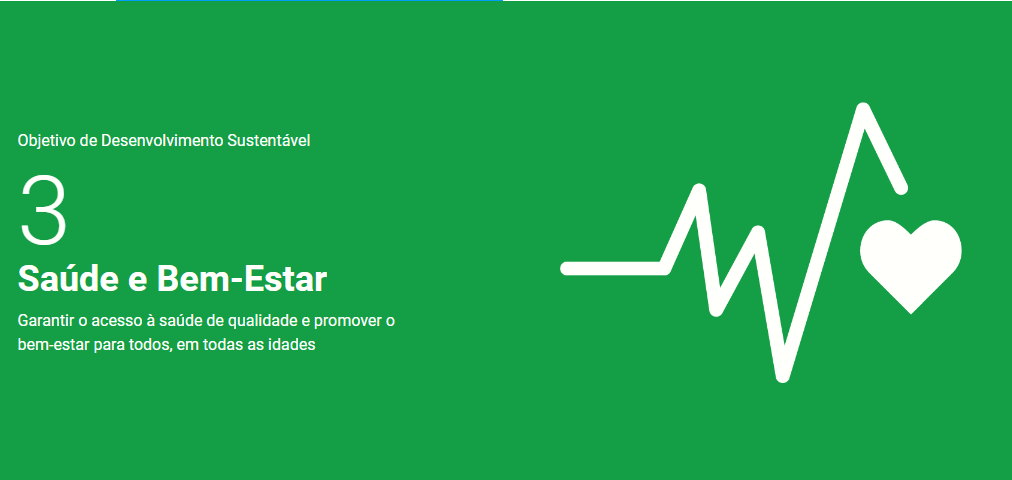 Objetivo de Desenvolvimento Sustentável
3
Saúde e Bem-Estar
Garantir o acesso à saúde de qualidade e promover o
bem-estar para todos, em todas as idades